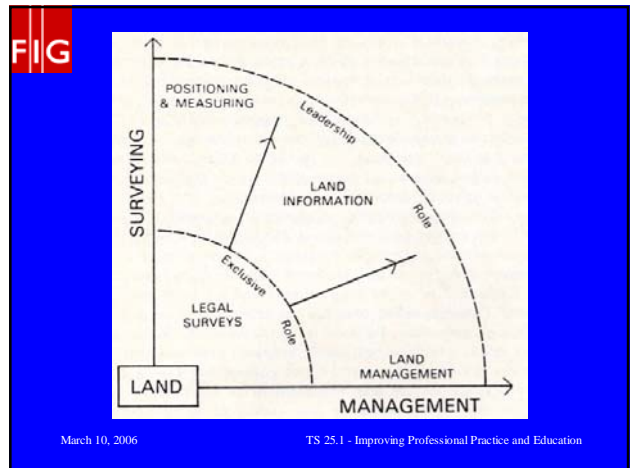 FIG
POSITIONING
& MEASURING
Leadership
Role
SURVEYING
LAND
INFORMATION
Exclusive
Role
LEGAL
SURVEYS
LAND
MANAGEMENT
LAND
MANAGEMENT
March 10, 2006
TS 25.1 - Improving Professional Practice and Education